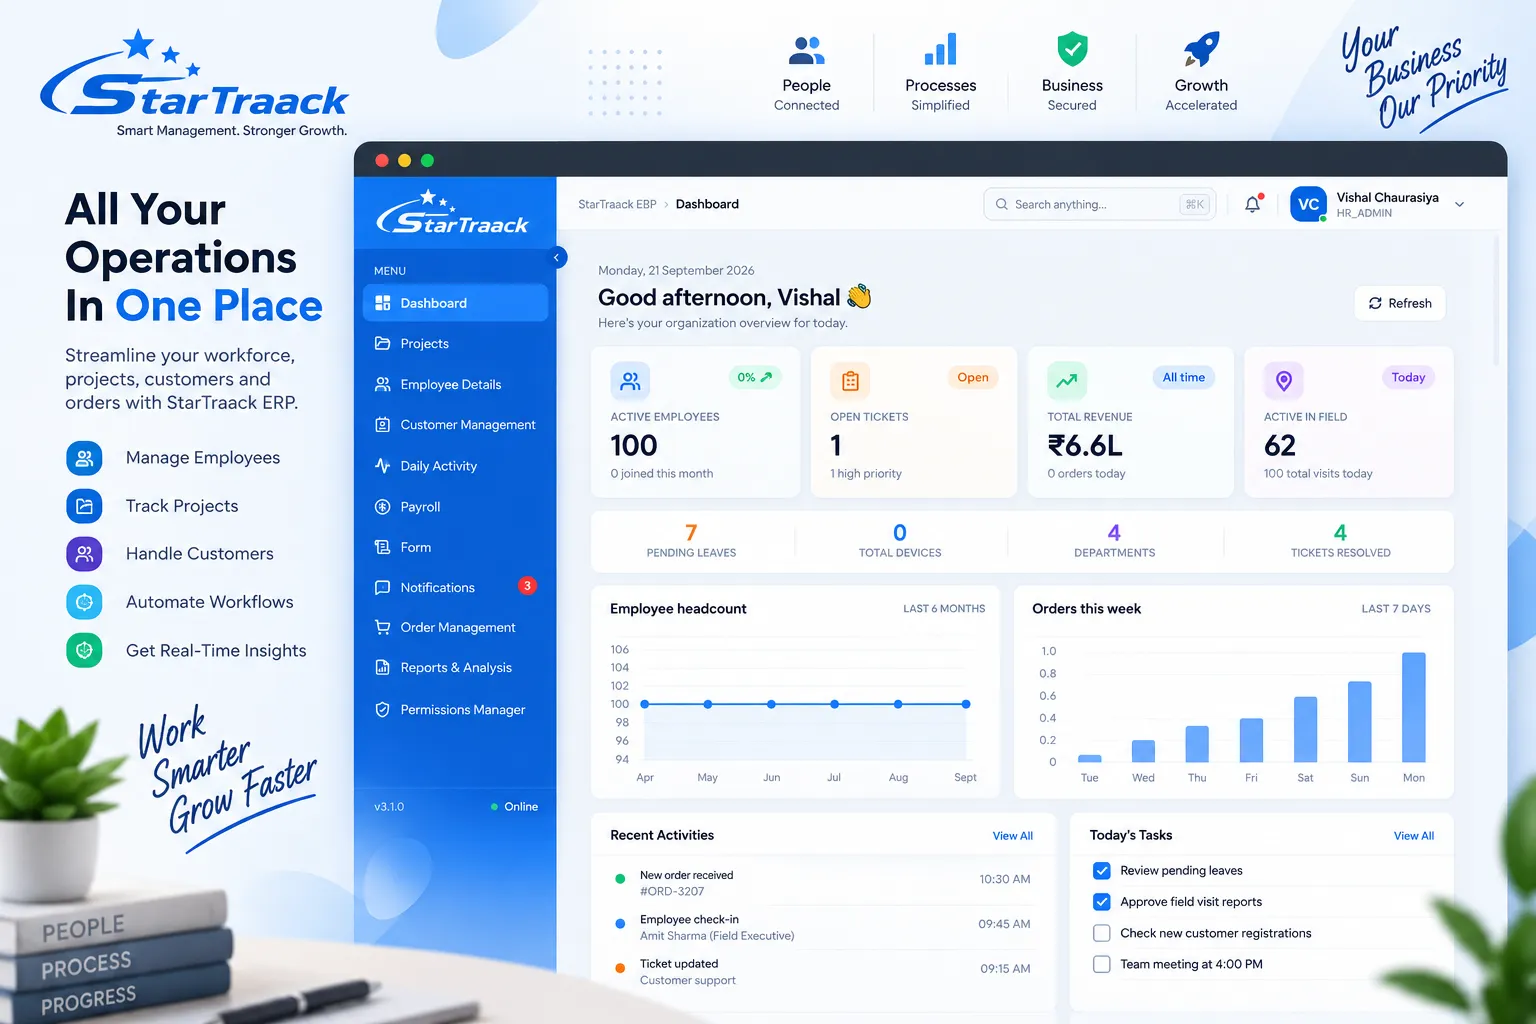 StarTraack
Smart Management. Stronger Growth.
People
Connected
Processes
Simplified
Business
Secured
Growth
Accelerated
Your
Business
Our Priority
All Your
Operations
In One Place
Streamline your workforce,
projects, customers and
orders with StarTraack ERP.
Manage Employees
Track Projects
Handle Customers
Automate Workflows
Get Real-Time Insights
Work
Smarter
Grow Faster
PEOPLE
PROCESS
PROGRESS
StarTraack
MENU
Dashboard
Projects
Employee Details
Customer Management
Daily Activity
Payroll
Form
Notifications 3
Order Management
Reports & Analysis
Permissions Manager
v3.1.0 Online
StarTraack EBP › Dashboard
Search anything... ⌘K
VC
Vishal Chaurasiya
HR_ADMIN
Monday, 21 September 2026
Good afternoon, Vishal 👋
Here's your organization overview for today.
Refresh
0%
ACTIVE EMPLOYEES
100
0 joined this month
Open
OPEN TICKETS
1
1 high priority
All time
TOTAL REVENUE
₹6.6L
0 orders today
Today
ACTIVE IN FIELD
62
100 total visits today
7
PENDING LEAVES
0
TOTAL DEVICES
4
DEPARTMENTS
4
TICKETS RESOLVED
Employee headcount LAST 6 MONTHS
106
104
102
100
98
96
94
Apr May Jun Jul Aug Sept
Orders this week LAST 7 DAYS
1.0
0.8
0.6
0.4
0.2
0
Tue Wed Thu Fri Sat Sun Mon
Recent Activities View All
New order received
#ORD-3207
10:30 AM
Employee check-in
Amit Sharma (Field Executive)
09:45 AM
Ticket updated
Customer support
09:15 AM
Today's Tasks View All
Review pending leaves
Approve field visit reports
Check new customer registrations
Team meeting at 4:00 PM